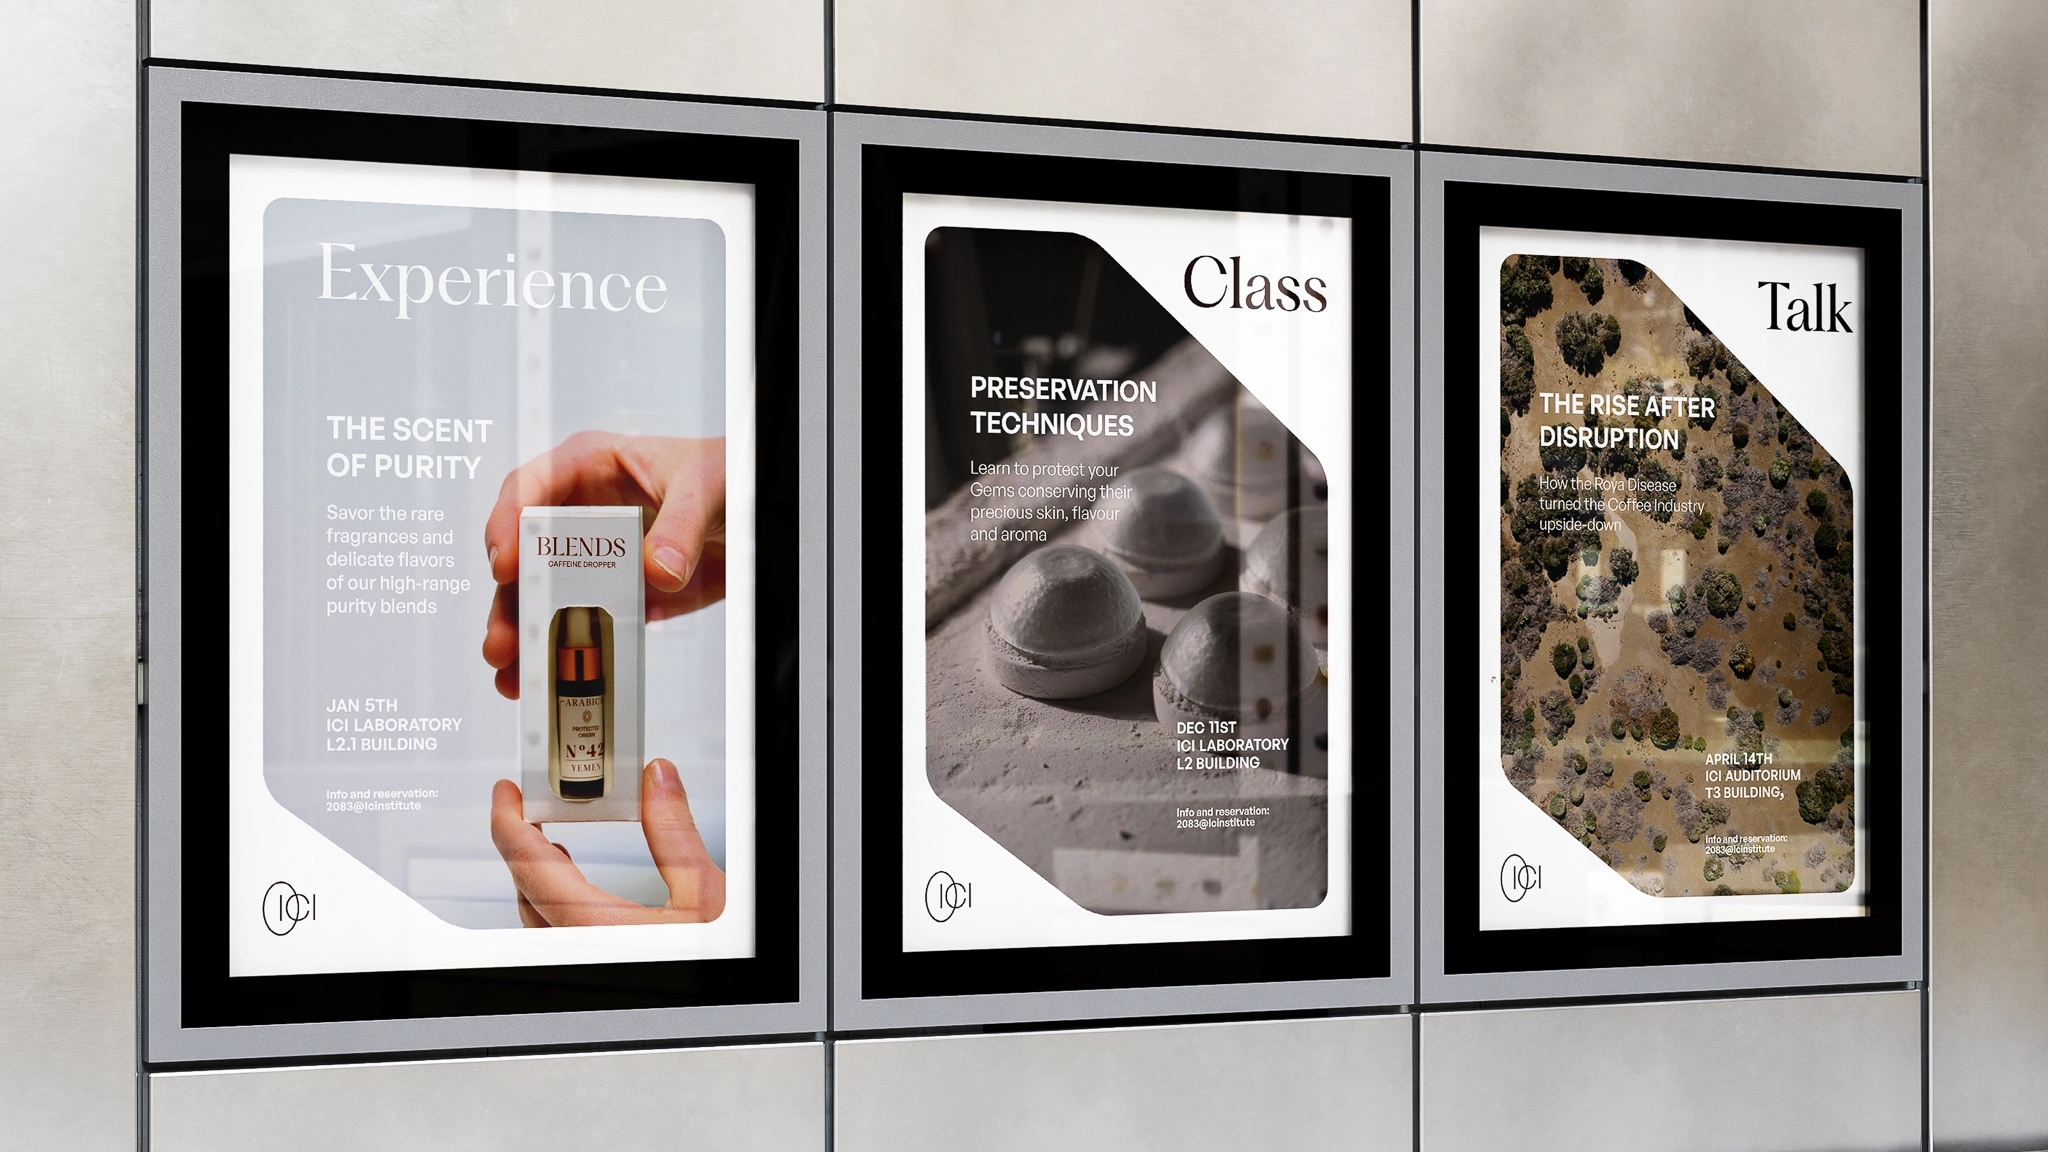 Experience
THE SCENT
OF PURITY
Savor the rare
fragrances and
delicate flavors
of our high-range
purity blends
BLENDS
CAFFEINE DROPPER
ARABIC
PROTECTED
ORIGIN
Nº42
YEMEN
JAN 5TH
ICI LABORATORY
L2.1 BUILDING
Info and reservation:
2083@icinstitute
ICI
Class
PRESERVATION
TECHNIQUES
Learn to protect your
Gems conserving their
precious skin, flavour
and aroma
DEC 11ST
ICI LABORATORY
L2 BUILDING
Info and reservation:
2083@icinstitute
ICI
Talk
THE RISE AFTER
DISRUPTION
How the Roya Disease
turned the Coffee Industry
upside-down
APRIL 14TH
ICI AUDITORIUM
T3 BUILDING,
Info and reservation:
2083@icinstitute
ICI